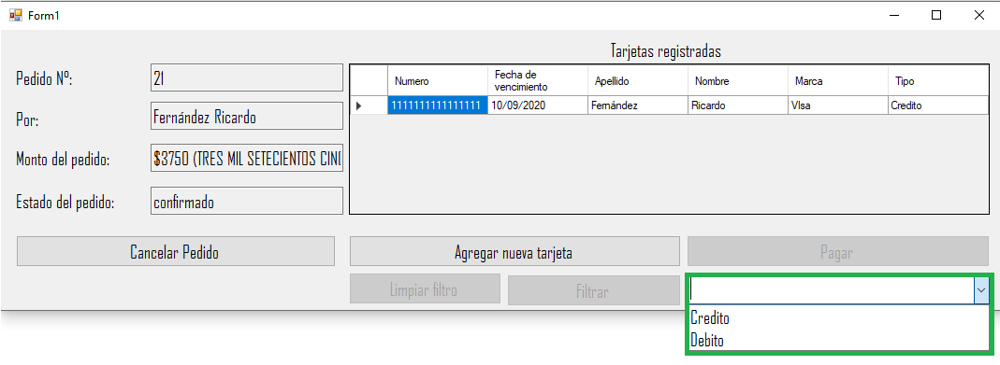 Form1
Tarjetas registradas
Pedido Nº:
21
Por:
Fernández Ricardo
Monto del pedido:
$3750 (TRES MIL SETECIENTOS CIN
Estado del pedido:
confirmado
Numero
Fecha de
vencimiento
Apellido
Nombre
Marca
Tipo
1111111111111111
10/09/2020
Fernández
Ricardo
VIsa
Credito
Cancelar Pedido
Agregar nueva tarjeta
Pagar
Limpiar filtro
Filtrar
Credito
Debito